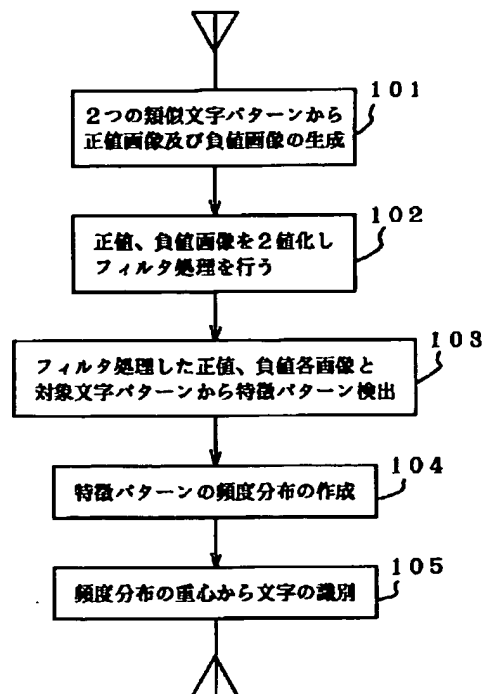 101
2つの類似文字パターンから
正値画像及び負値画像の生成
102
正値、負値画像を2値化し
フィルタ処理を行う
103
フィルタ処理した正値、負値各画像と
対象文字パターンから特徴パターン検出
104
特徴パターンの頻度分布の作成
105
頻度分布の重心から文字の識別